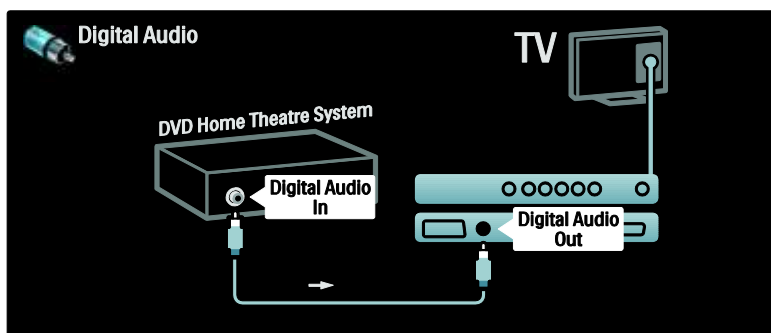 Digital Audio
TV
DVD Home Theatre System
Digital Audio
In
Digital Audio
Out